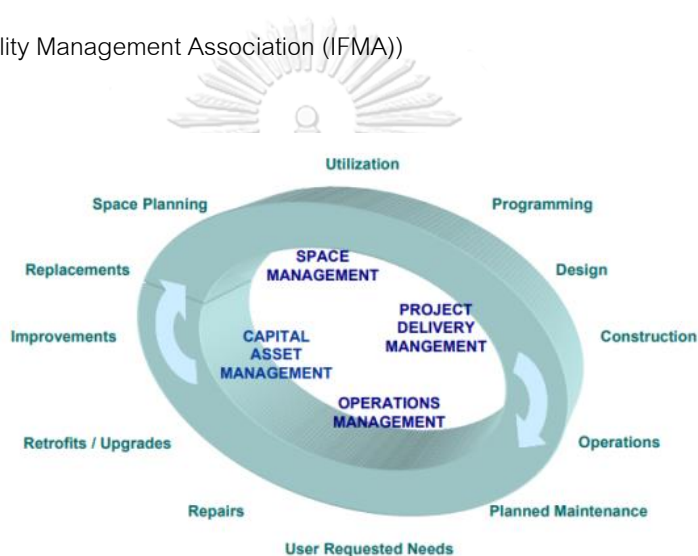 lity Management Association (IFMA))
Utilization
Space Planning
Programming
Replacements
SPACE
MANAGEMENT
Design
Improvements
CAPITAL
ASSET
MANAGEMENT
PROJECT
DELIVERY
MANGEMENT
Construction
OPERATIONS
MANAGEMENT
Retrofits / Upgrades
Operations
Repairs
Planned Maintenance
User Requested Needs